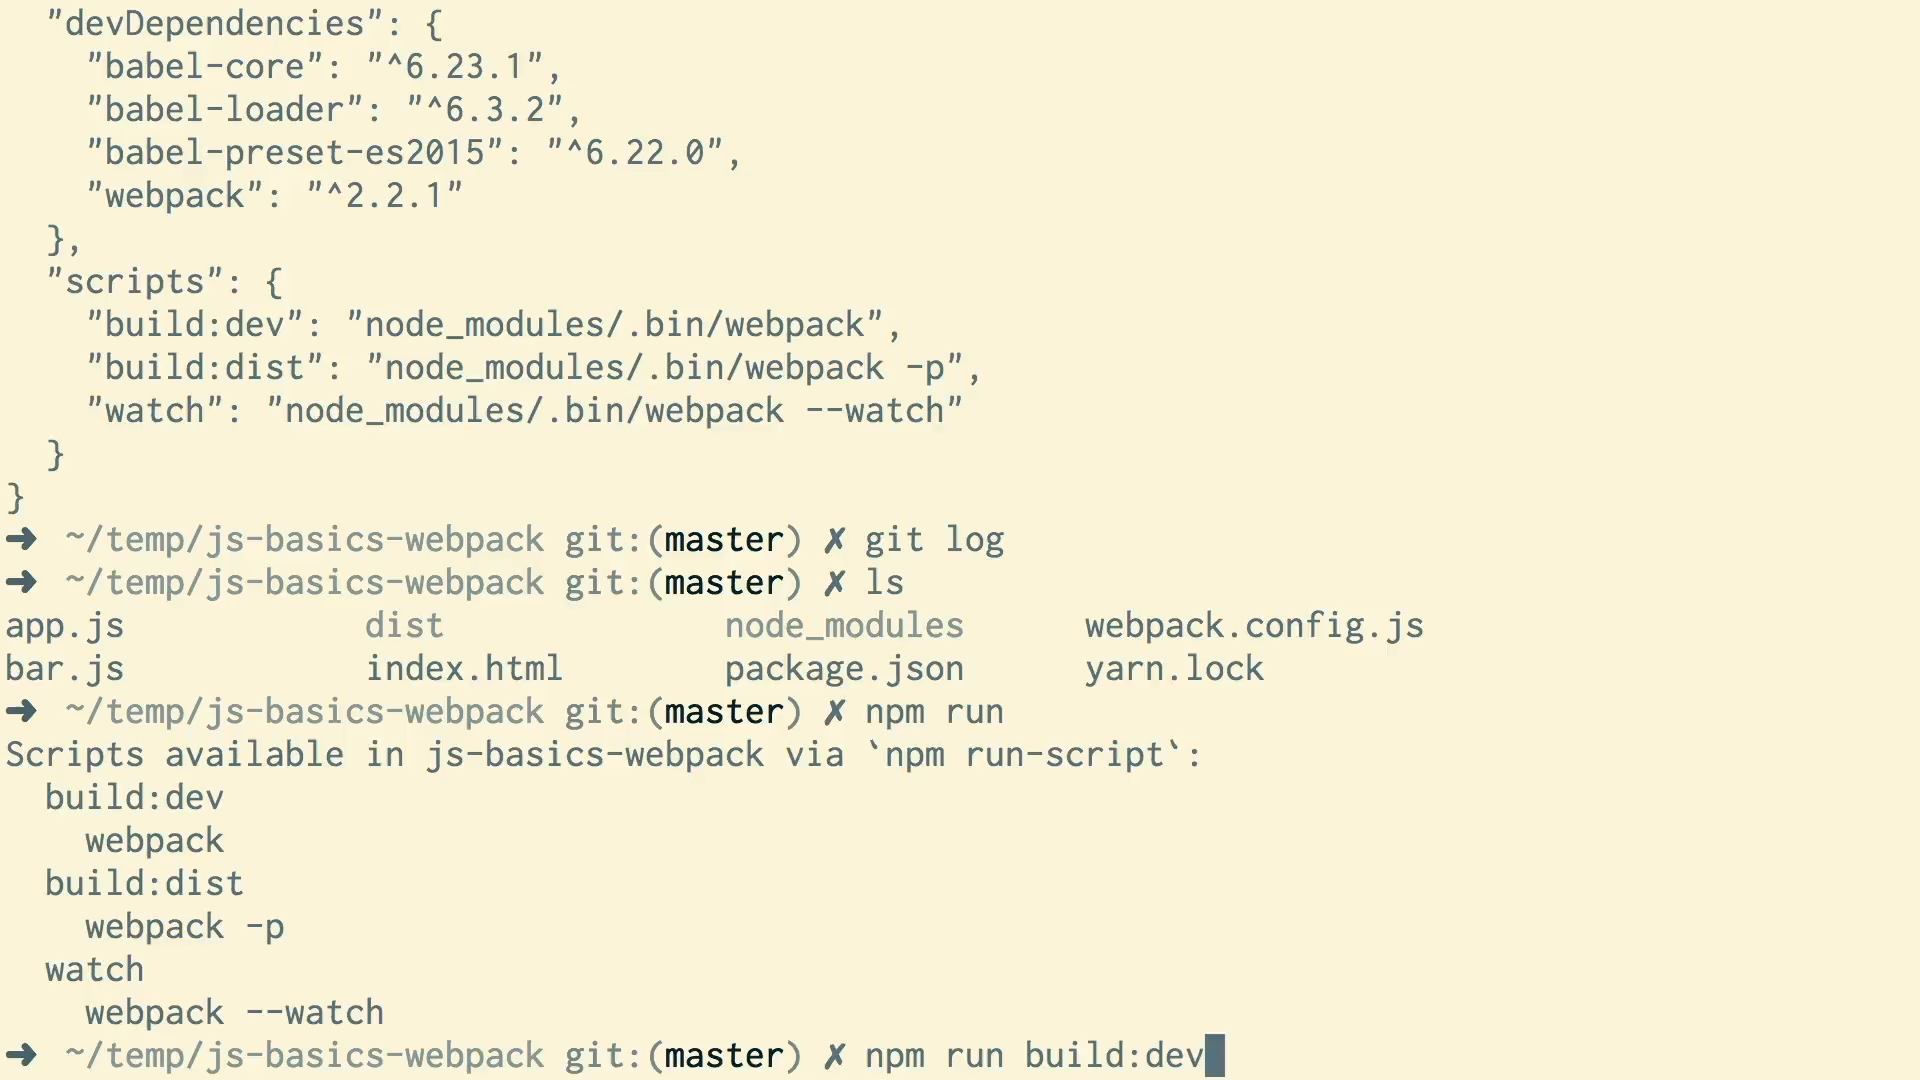 "devDependencies": {
"babel-core": "^6.23.1",
"babel-loader": "^6.3.2",
"babel-preset-es2015": "^6.22.0",
"webpack": "^2.2.1"
},
"scripts": {
"build:dev": "node_modules/.bin/webpack",
"build:dist": "node_modules/.bin/webpack -p",
"watch": "node_modules/.bin/webpack --watch"
}
}
➜ ~/temp/js-basics-webpack git:(master) ✗ git log
➜ ~/temp/js-basics-webpack git:(master) ✗ ls
app.js dist node_modules webpack.config.js
bar.js index.html package.json yarn.lock
➜ ~/temp/js-basics-webpack git:(master) ✗ npm run
Scripts available in js-basics-webpack via `npm run-script`:
build:dev
webpack
build:dist
webpack -p
watch
webpack --watch
➜ ~/temp/js-basics-webpack git:(master) ✗ npm run build:dev